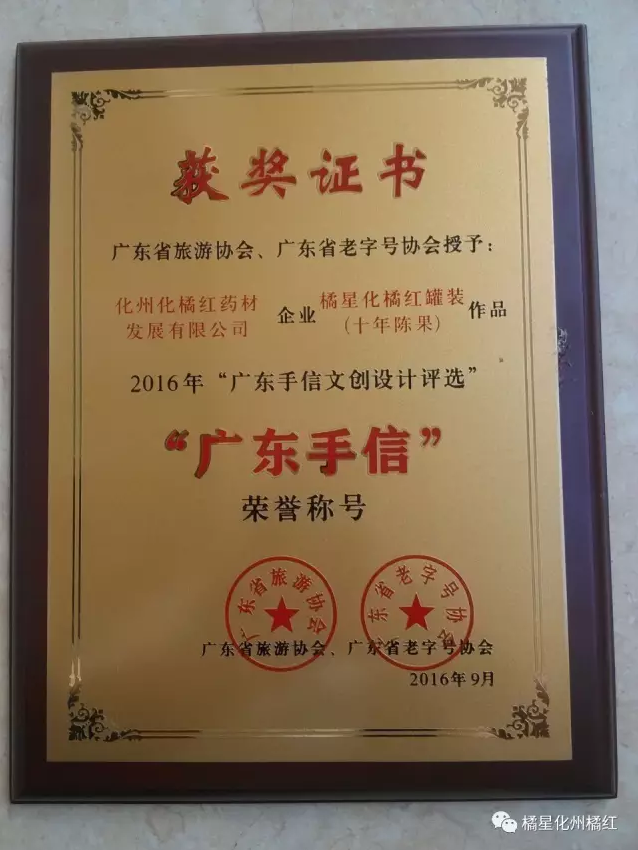 获奖证书
广东省旅游协会、广东省老字号协会授予：
化州化橘红药材
发展有限公司
企业
橘星化橘红罐装
(十年陈果)
作品
2016年“广东手信文创设计评选”
“广东手信”
荣誉称号
广东省旅游协会
广东省老字号协会
广东省旅游协会、广东省老字号协会
2016年9月
橘星化州橘红